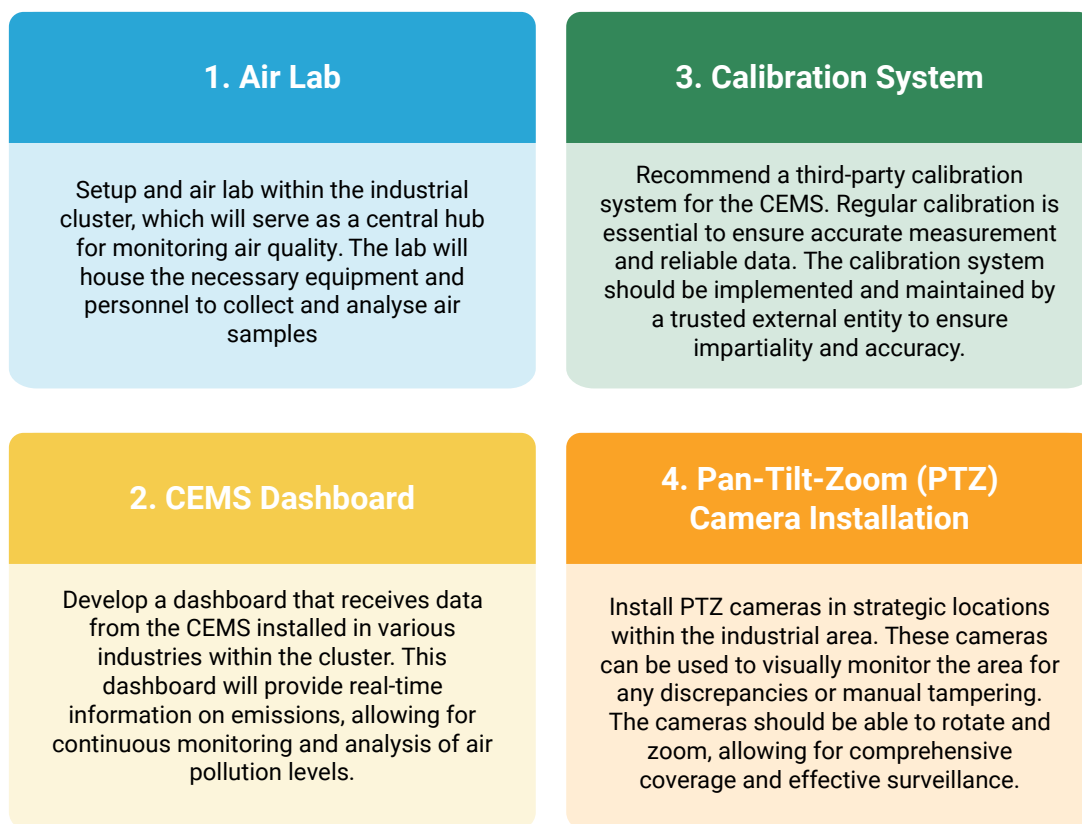 1. Air Lab
Setup and air lab within the industrial
cluster, which will serve as a central hub
for monitoring air quality. The lab will
house the necessary equipment and
personnel to collect and analyse air
samples
2. CEMS Dashboard
Develop a dashboard that receives data
from the CEMS installed in various
industries within the cluster. This
dashboard will provide real-time
information on emissions, allowing for
continuous monitoring and analysis of air
pollution levels.
3. Calibration System
Recommend a third-party calibration
system for the CEMS. Regular calibration is
essential to ensure accurate measurement
and reliable data. The calibration system
should be implemented and maintained by
a trusted external entity to ensure
impartiality and accuracy.
4. Pan-Tilt-Zoom (PTZ)
Camera Installation
Install PTZ cameras in strategic locations
within the industrial area. These cameras
can be used to visually monitor the area for
any discrepancies or manual tampering.
The cameras should be able to rotate and
zoom, allowing for comprehensive
coverage and effective surveillance.